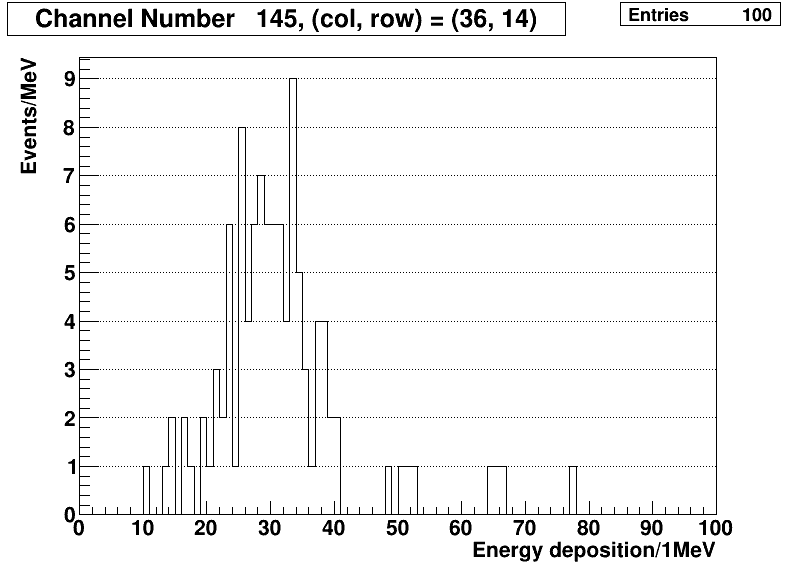 Channel Number 145, (col, row) = (36, 14)
Entries 100
Events/MeV
9
8
7
6
5
4
3
2
1
0
0 10 20 30 40 50 60 70 80 90 100
Energy deposition/1MeV